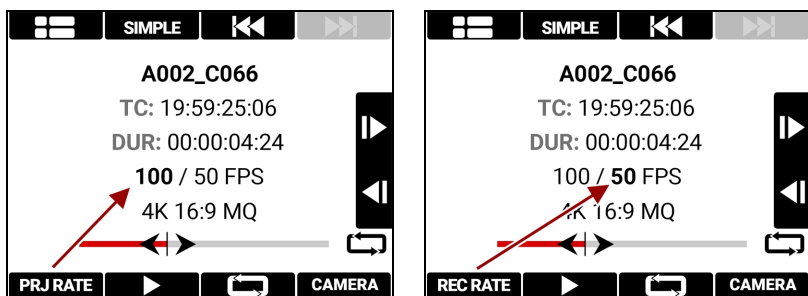 SIMPLE
A002_C066
TC: 19:59:25:06
DUR: 00:00:04:24
100 / 50 FPS
4K 16:9 MQ
PRJ RATE CAMERA
SIMPLE
A002_C066
TC: 19:59:25:06
DUR: 00:00:04:24
100 / 50 FPS
4K 16:9 MQ
REC RATE CAMERA